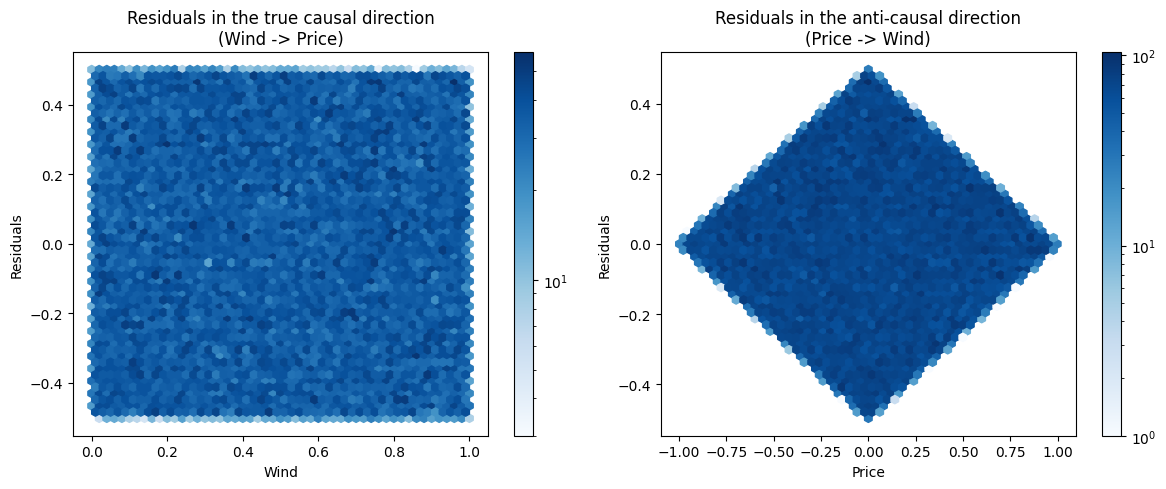 Residuals in the true causal direction
(Wind -> Price)
Residuals
0.4
0.2
0.0
−0.2
−0.4
0.0 0.2 0.4 0.6 0.8 1.0
Wind
10^1
Residuals in the anti-causal direction
(Price -> Wind)
Residuals
0.4
0.2
0.0
−0.2
−0.4
−1.00 −0.75 −0.50 −0.25 0.00 0.25 0.50 0.75 1.00
Price
10^2
10^1
10^0